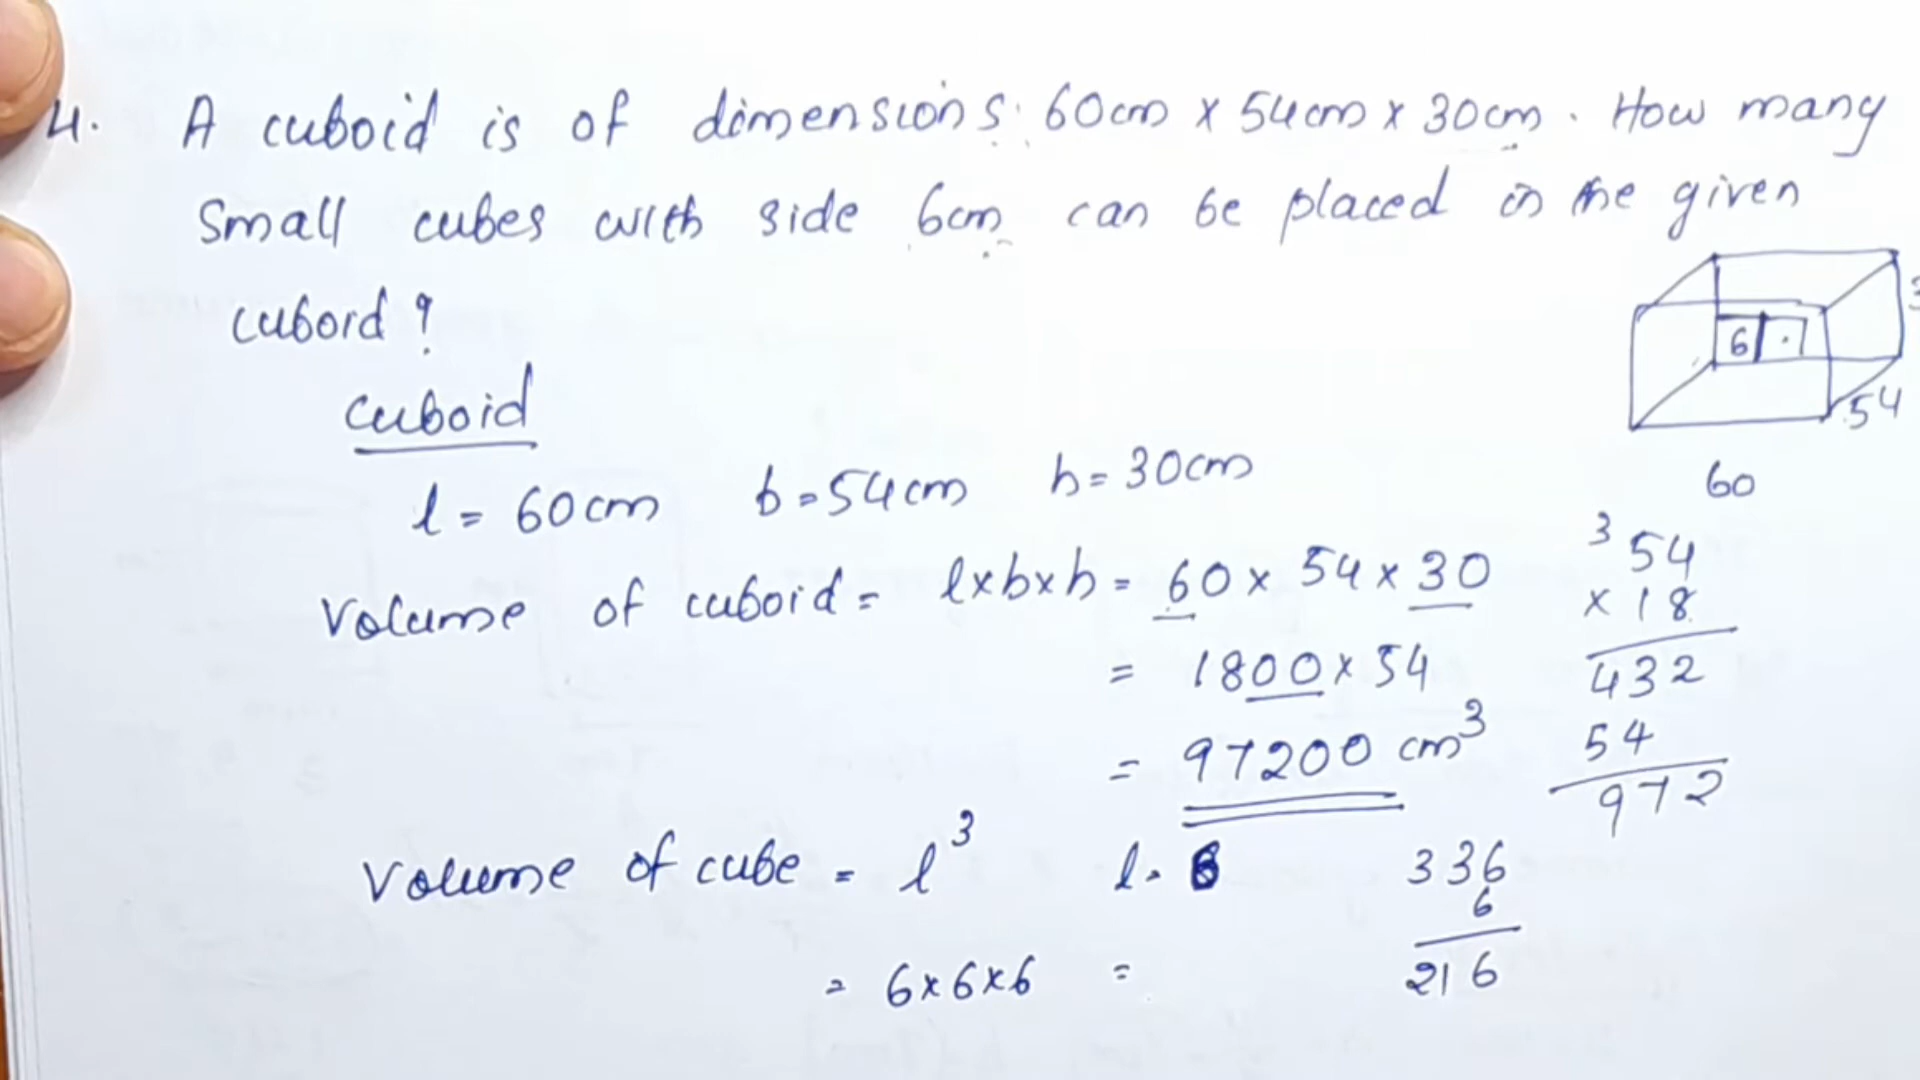 4. A cuboid is of dimensions 60cm x 54cm x 30cm. How many
small cubes with side 6cm can be placed in the given
cuboid?
cuboid
l = 60cm b = 54cm h = 30cm
Volume of cuboid = l x b x h = 60 x 54 x 30
= 1800 x 54
= 97200 cm³
Volume of cube = l³ l = 6
= 6 x 6 x 6 =
6
54
60
3 54
x 18
432
54
972
336
6
216